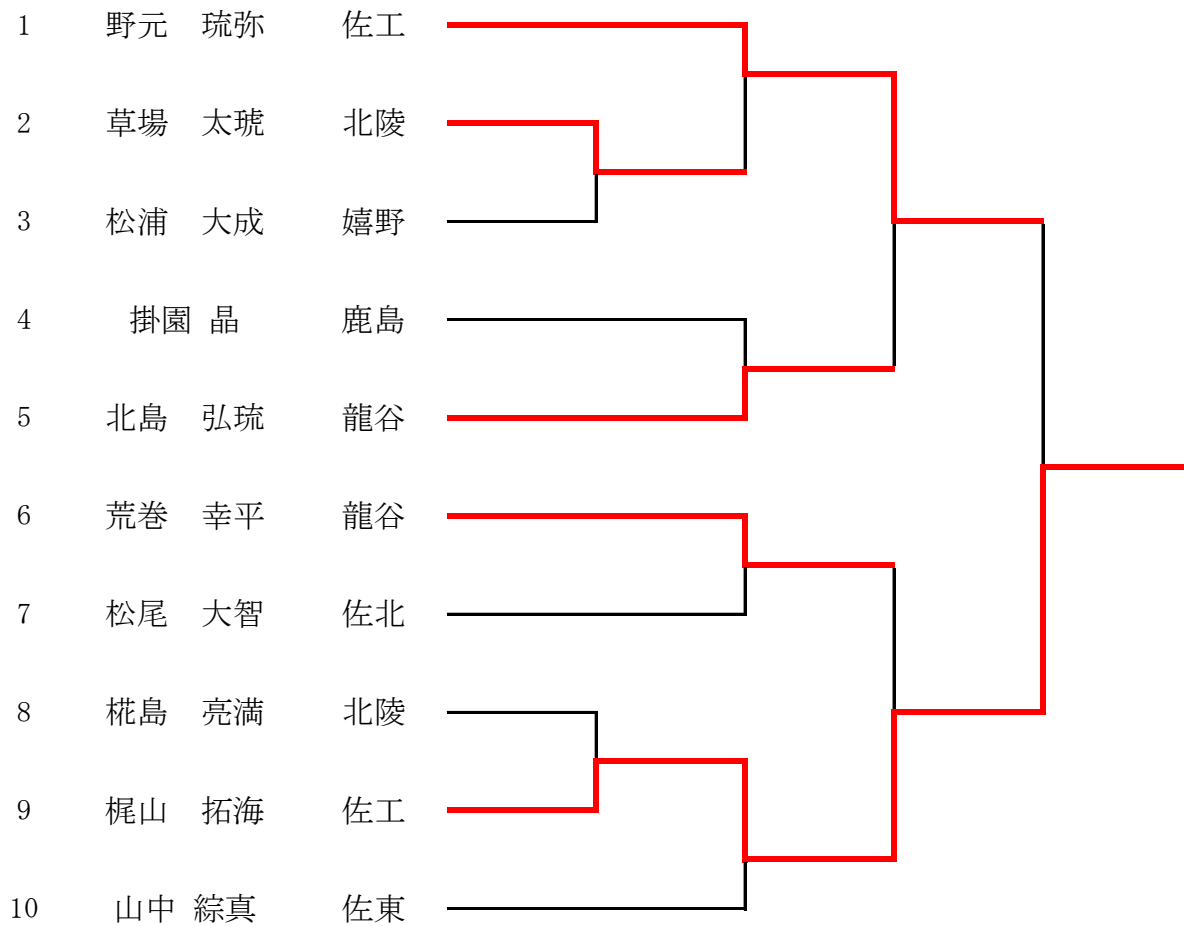 1 野元 琉弥 佐工
2 草場 太琥 北陵
3 松浦 大成 嬉野
4 掛園 晶 鹿島
5 北島 弘琉 龍谷
6 荒巻 幸平 龍谷
7 松尾 大智 佐北
8 椛島 亮満 北陵
9 梶山 拓海 佐工
10 山中 綜真 佐東